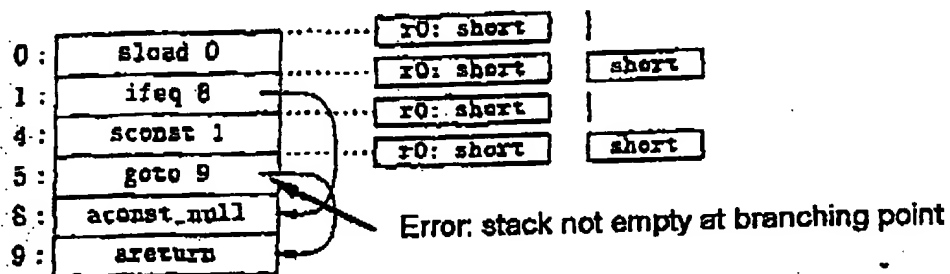 r0: short
0 : sload 0
r0: short short
1 : ifeq 8
r0: short
4 : sconst 1
r0: short short
5 : goto 9
8 : aconst_null
Error: stack not empty at branching point
9 : areturn